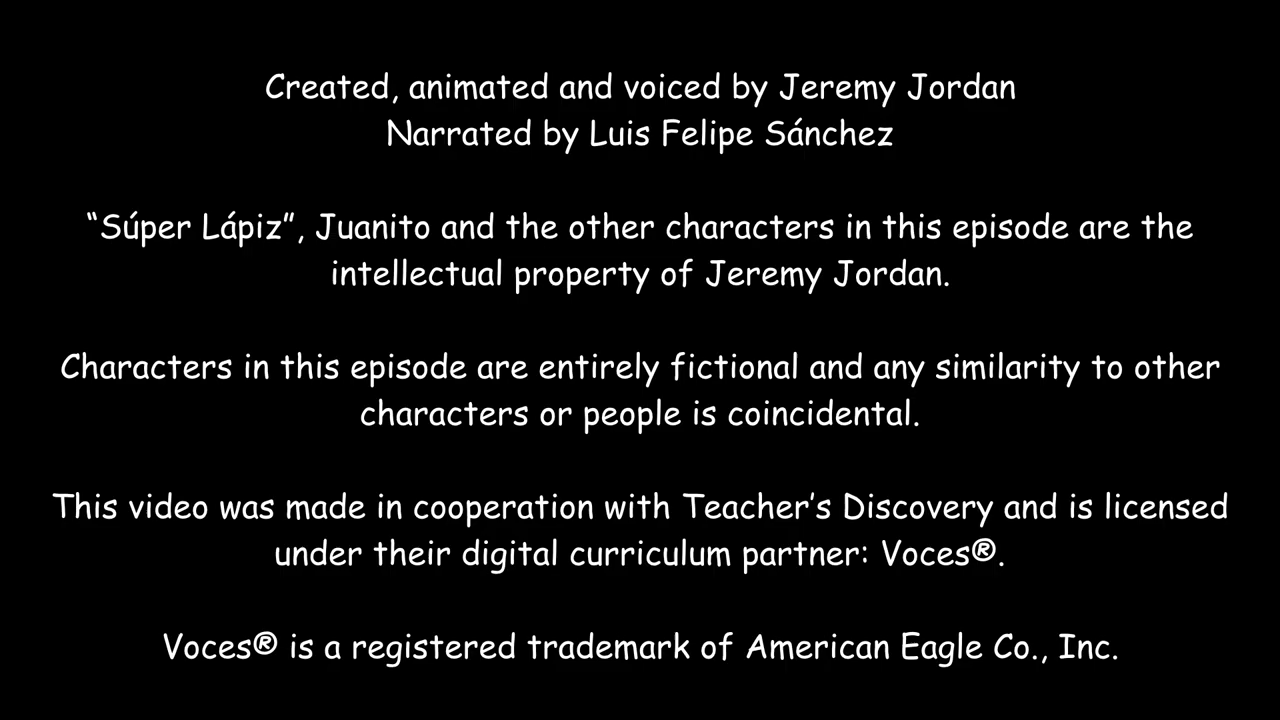 Created, animated and voiced by Jeremy Jordan
Narrated by Luis Felipe Sánchez
“Súper Lápiz”, Juanito and the other characters in this episode are the
intellectual property of Jeremy Jordan.
Characters in this episode are entirely fictional and any similarity to other
characters or people is coincidental.
This video was made in cooperation with Teacher’s Discovery and is licensed
under their digital curriculum partner: Voces®.
Voces® is a registered trademark of American Eagle Co., Inc.